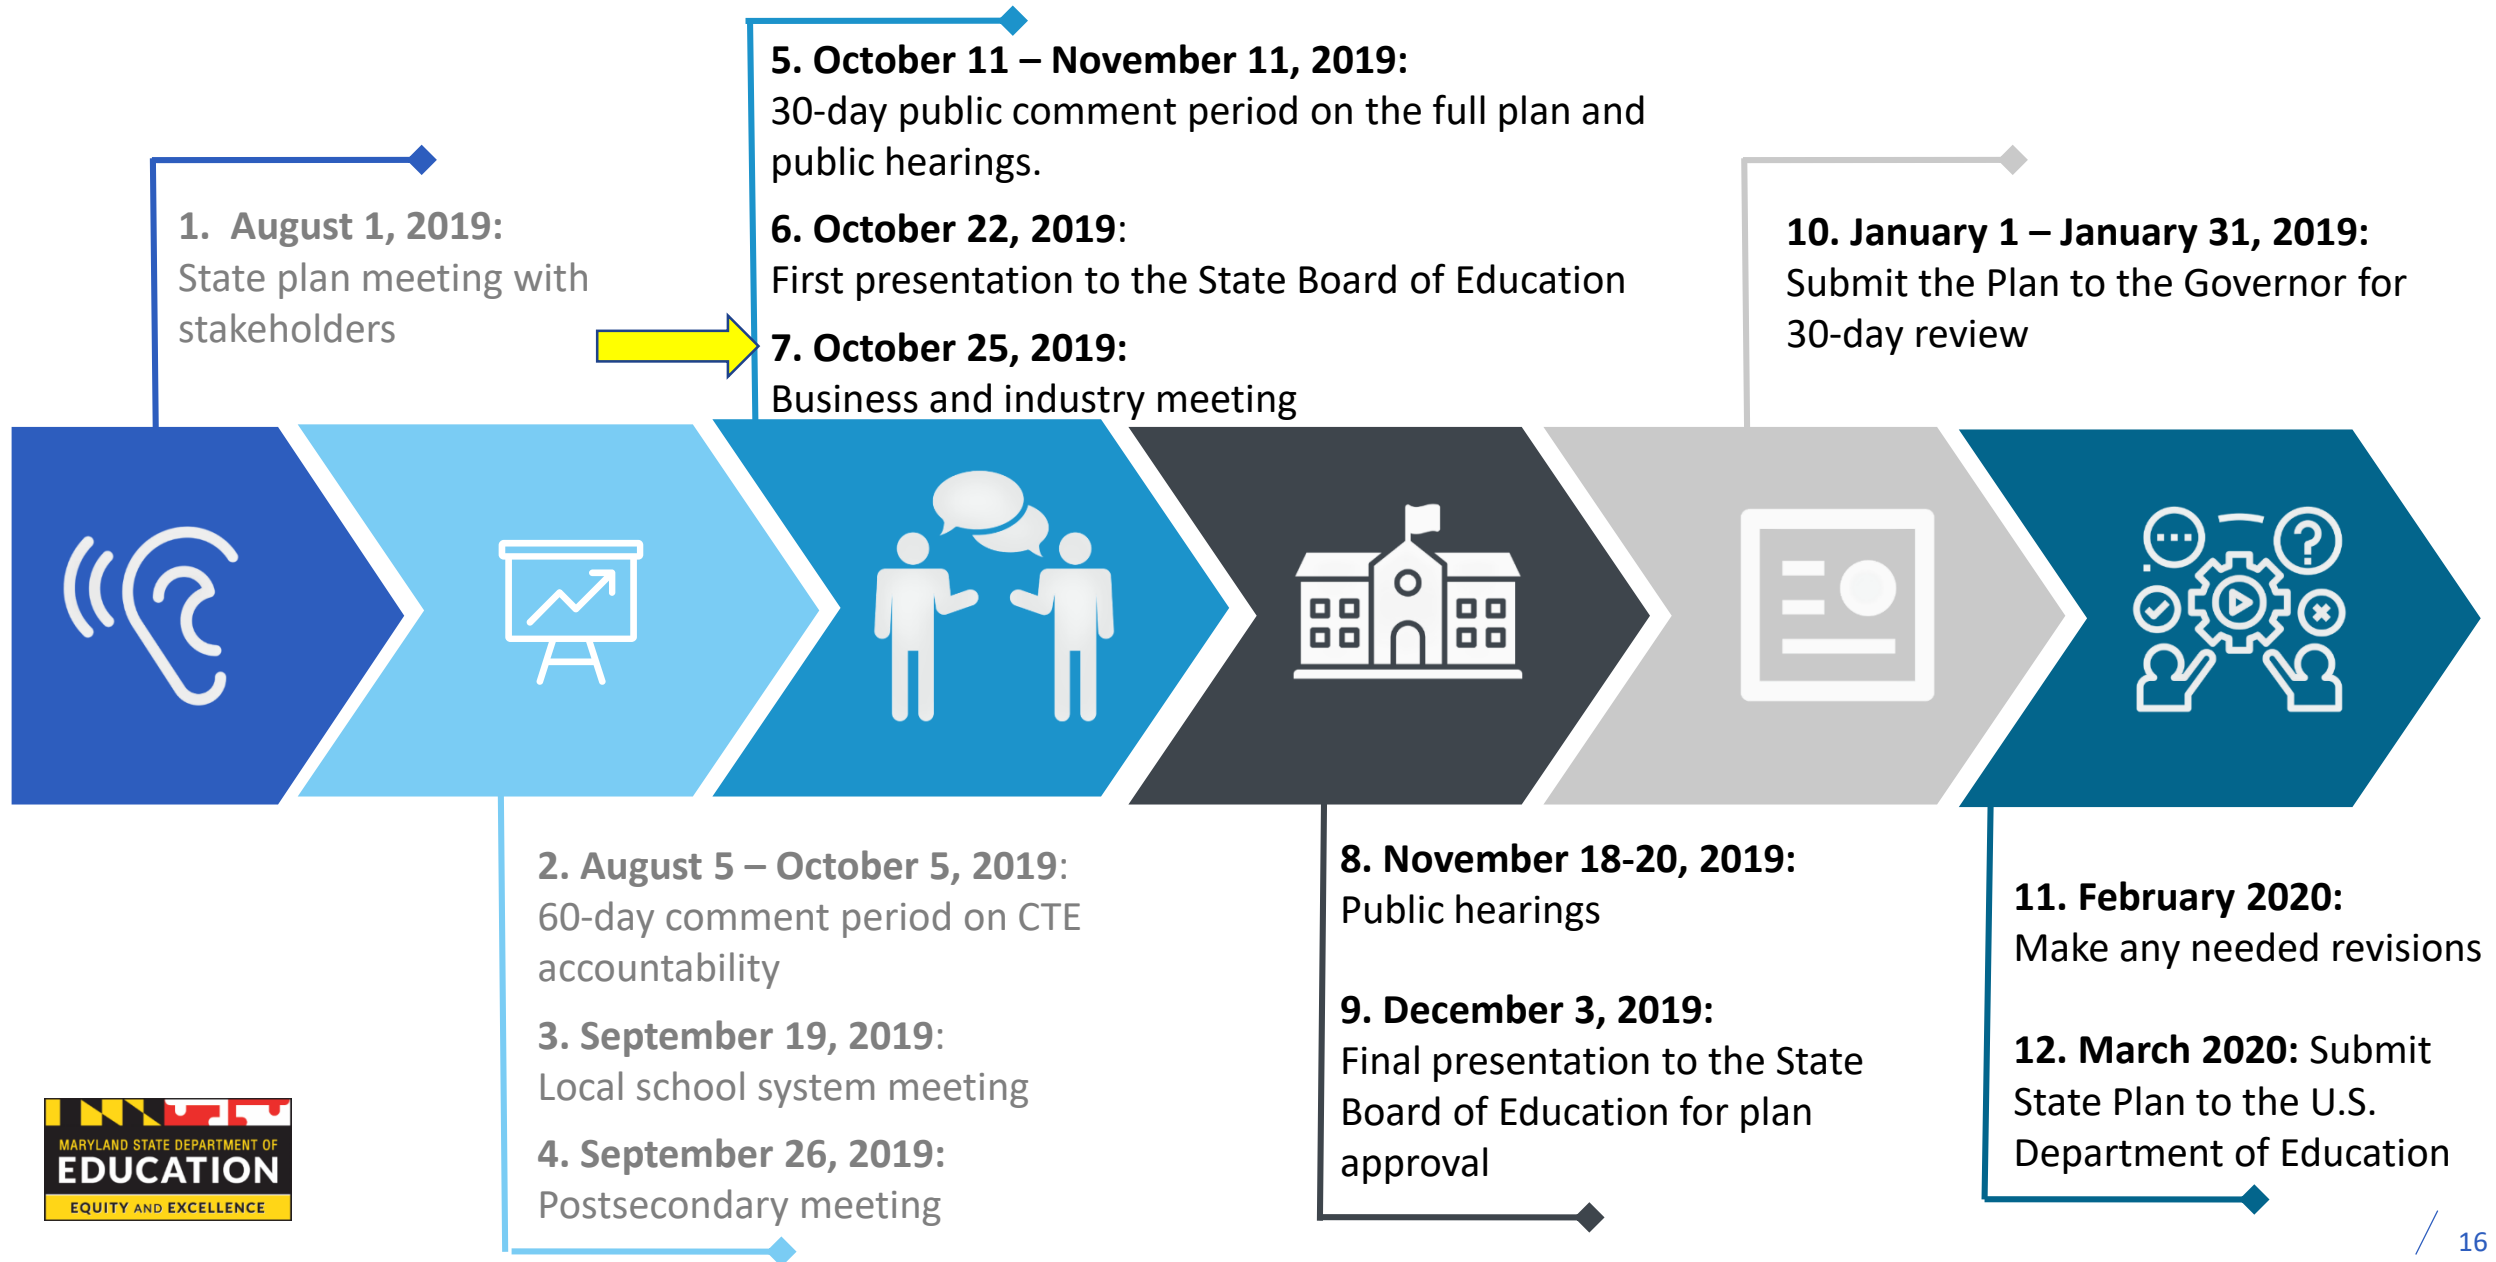 1. August 1, 2019:
State plan meeting with
stakeholders
2. August 5 – October 5, 2019:
60-day comment period on CTE
accountability
3. September 19, 2019:
Local school system meeting
4. September 26, 2019:
Postsecondary meeting
5. October 11 – November 11, 2019:
30-day public comment period on the full plan and
public hearings.
6. October 22, 2019:
First presentation to the State Board of Education
7. October 25, 2019:
Business and industry meeting
8. November 18-20, 2019:
Public hearings
9. December 3, 2019:
Final presentation to the State
Board of Education for plan
approval
10. January 1 – January 31, 2019:
Submit the Plan to the Governor for
30-day review
11. February 2020:
Make any needed revisions
12. March 2020: Submit
State Plan to the U.S.
Department of Education
MARYLAND STATE DEPARTMENT OF
EDUCATION
EQUITY AND EXCELLENCE
16